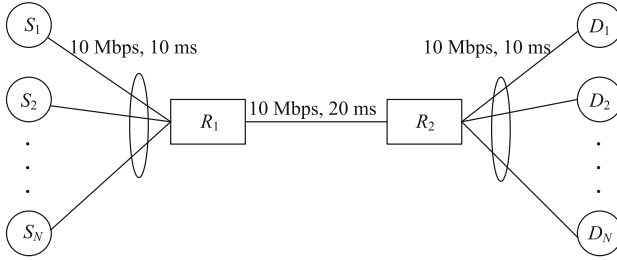 S1
D1
10 Mbps, 10 ms
10 Mbps, 10 ms
S2
D2
R1
10 Mbps, 20 ms
R2
SN
DN